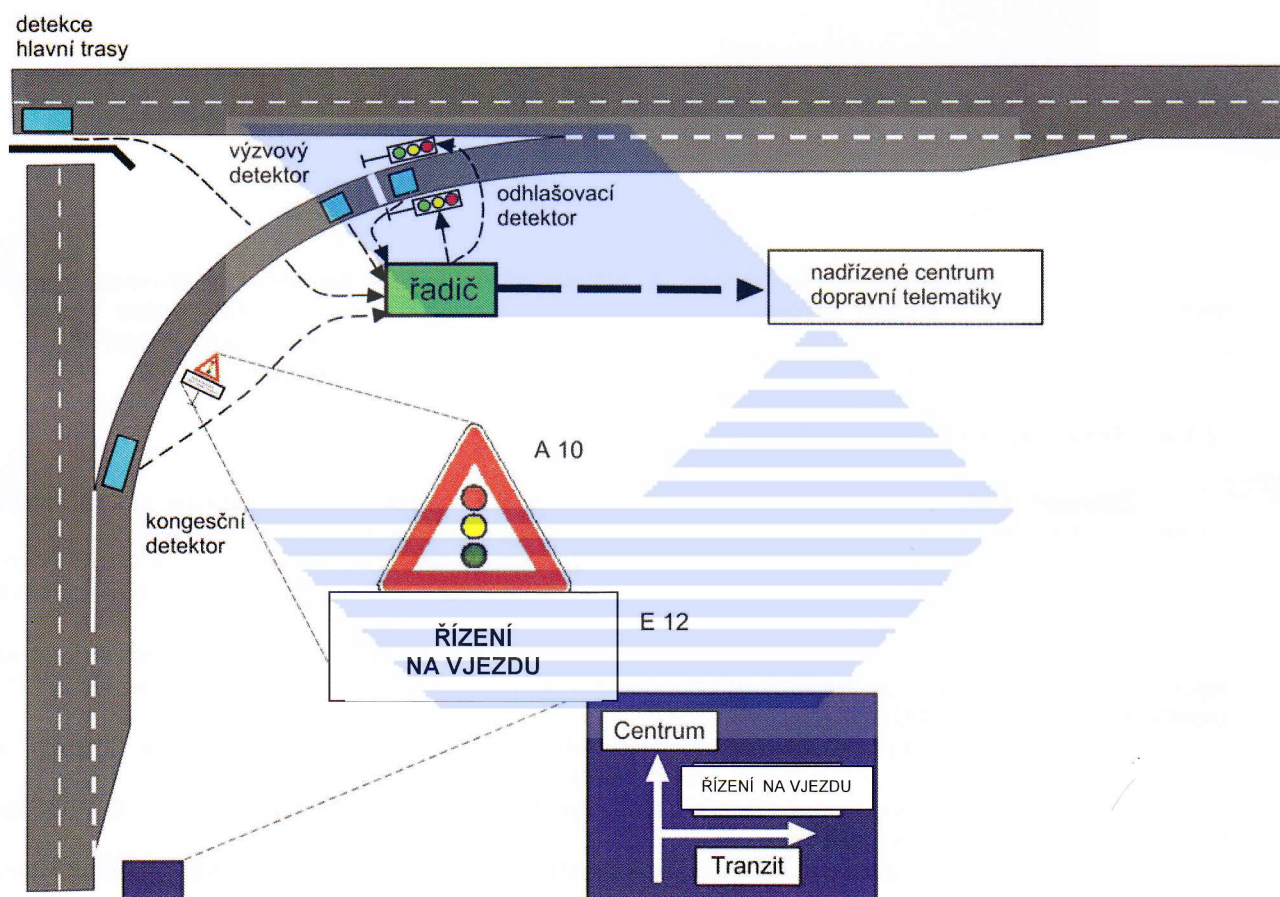 detekce
hlavní trasy
výzvový
detektor
odhlašovací
detektor
řadič
nadřízené centrum
dopravní telematiky
A 10
kongesční
detektor
E 12
ŘÍZENÍ
NA VJEZDU
Centrum
ŘÍZENÍ NA VJEZDU
Tranzit